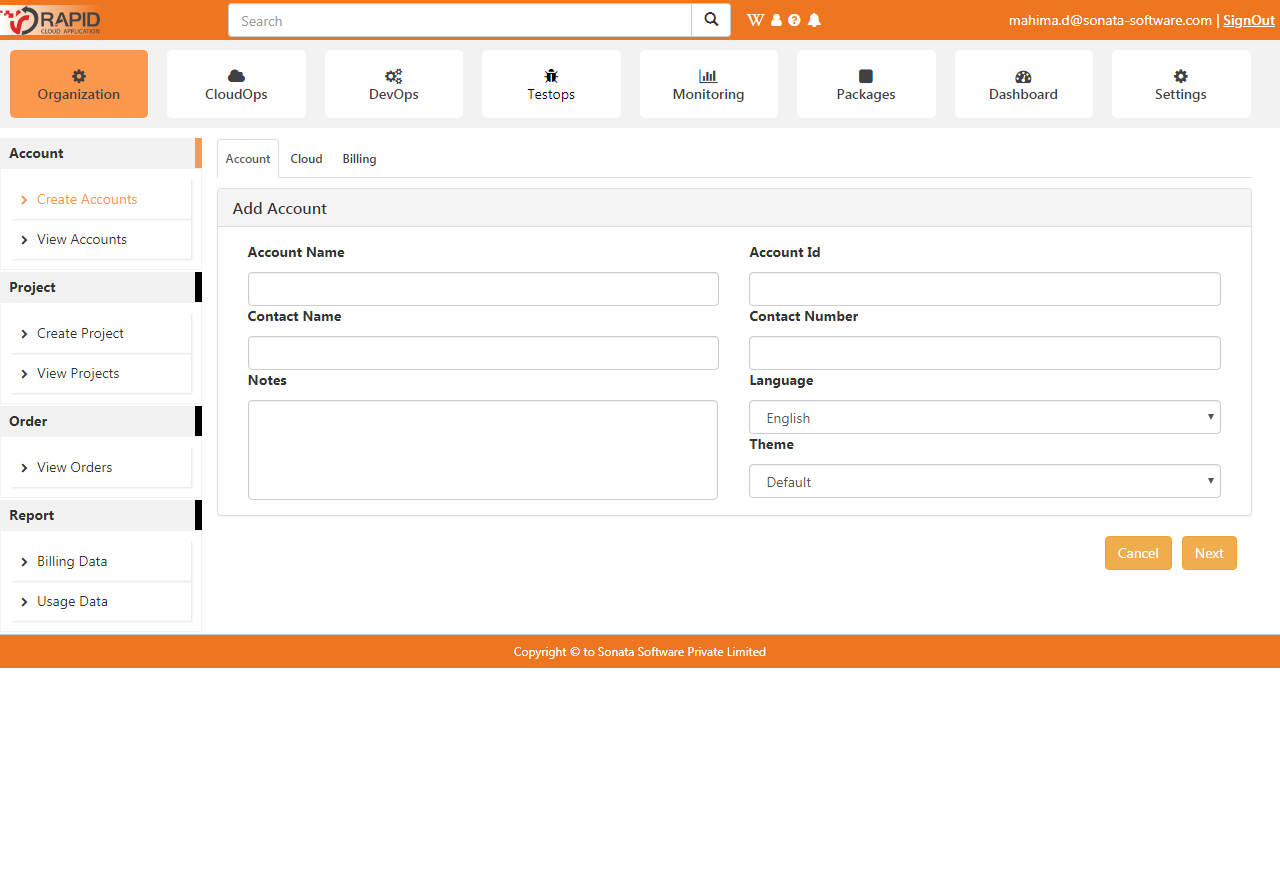 RAPID
CLOUD APPLICATION
Search
W
mahima.d@sonata-software.com | SignOut
Organization
CloudOps
DevOps
Testops
Monitoring
Packages
Dashboard
Settings
Account
Create Accounts
View Accounts
Project
Create Project
View Projects
Order
View Orders
Report
Billing Data
Usage Data
Account Cloud Billing
Add Account
Account Name
Account Id
Contact Name
Contact Number
Notes
Language
English
Theme
Default
Cancel
Next
Copyright © to Sonata Software Private Limited